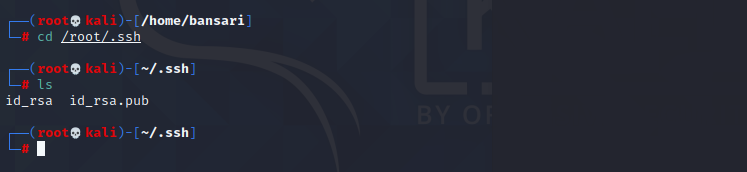 ┌──(root💀kali)-[/home/bansari]
└─# cd /root/.ssh
┌──(root💀kali)-[~/.ssh]
└─# ls
id_rsa  id_rsa.pub
┌──(root💀kali)-[~/.ssh]
└─#
BY OF